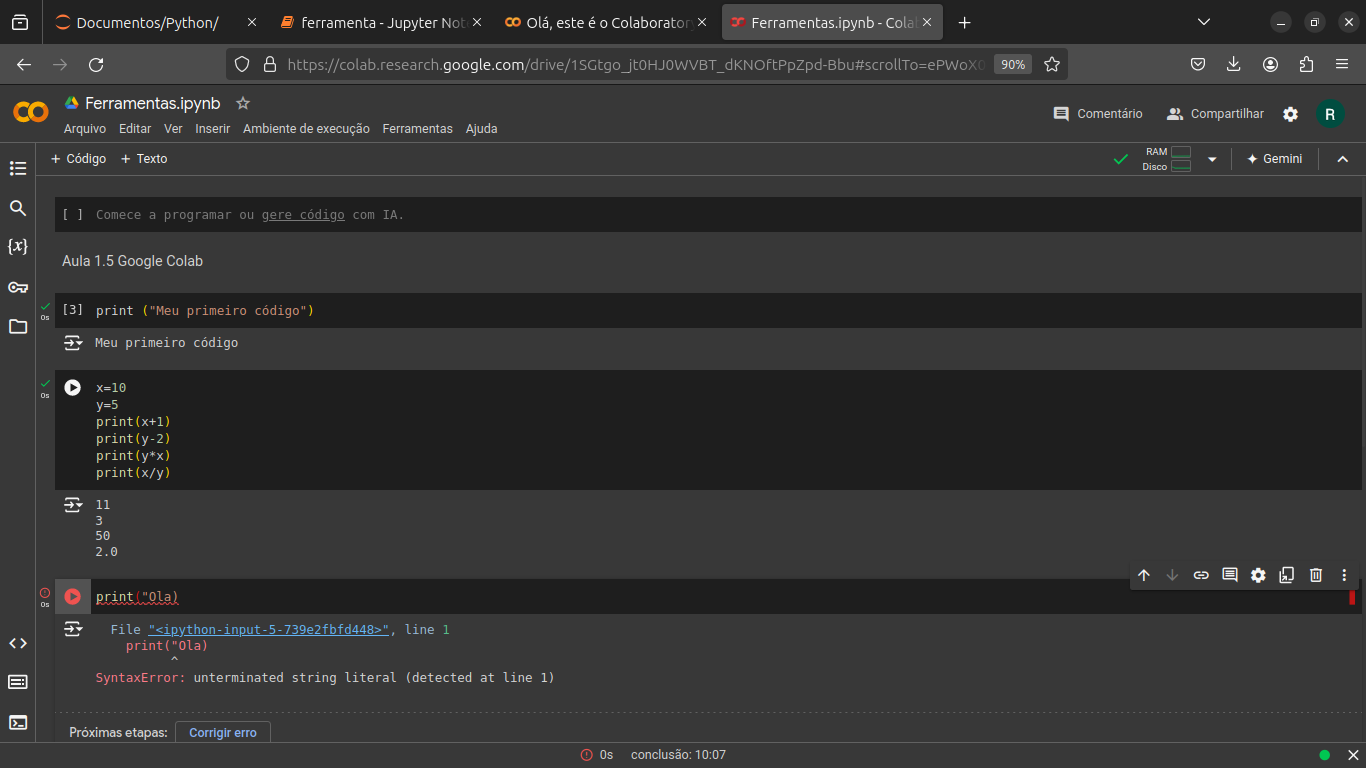 Documentos/Python/
ferramenta - Jupyter Not
Olá, este é o Colaborator
Ferramentas.ipynb - Cola
https://colab.research.google.com/drive/1SGtgo_jt0HJ0WVBT_dKNOftPpZpd-Bbu#scrollTo=ePWoX0
90%
Ferramentas.ipynb
Arquivo Editar Ver Inserir Ambiente de execução Ferramentas Ajuda
Comentário
Compartilhar
R
+ Código + Texto
RAM
Disco
Gemini
[ ] Comece a programar ou gere código com IA.
Aula 1.5 Google Colab
0s
[3] print ("Meu primeiro código")
Meu primeiro código
0s
x=10
y=5
print(x+1)
print(y-2)
print(y*x)
print(x/y)
11
3
50
2.0
0s
print("Ola)
File "<ipython-input-5-739e2fbfd448>", line 1
print("Ola)
^
SyntaxError: unterminated string literal (detected at line 1)
Próximas etapas: Corrigir erro
0s conclusão: 10:07